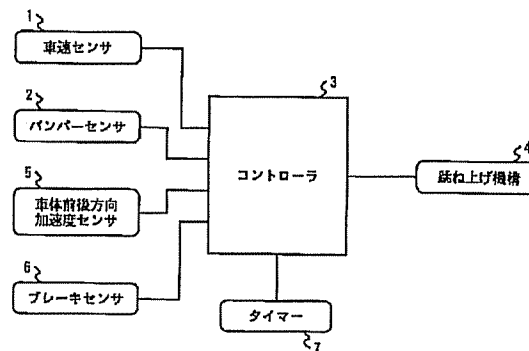 1
車速センサ
2
バンパーセンサ
5
車体前後方向
加速度センサ
6
ブレーキセンサ
3
コントローラ
4
跳ね上げ機構
タイマー
7